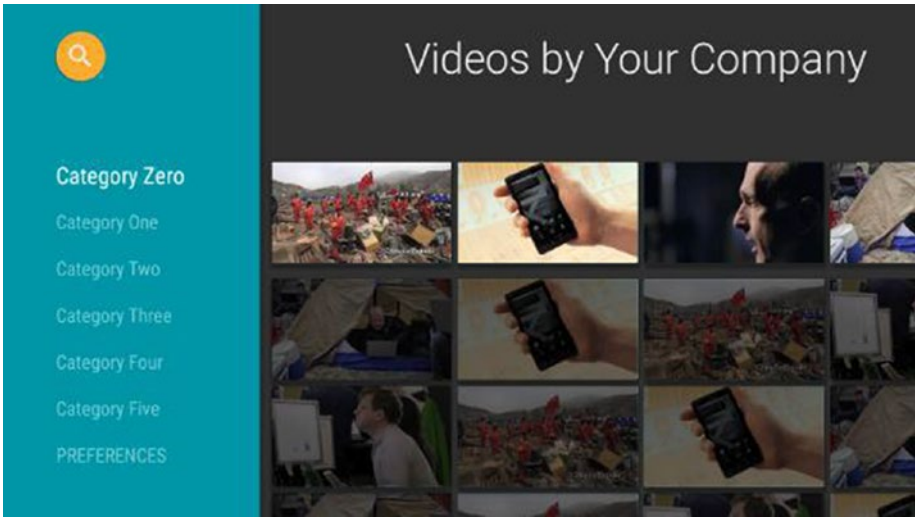 Videos by Your Company
Category Zero
Category One
Category Two
Category Three
Category Four
Category Five
PREFERENCES